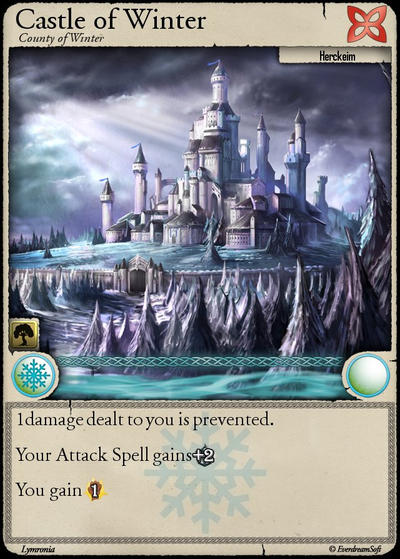 Castle of Winter
County of Winter
Herckeim
1damage dealt to you is prevented.
Your Attack Spell gains+2
You gain 1
Lymronia
© EverdreamSoft